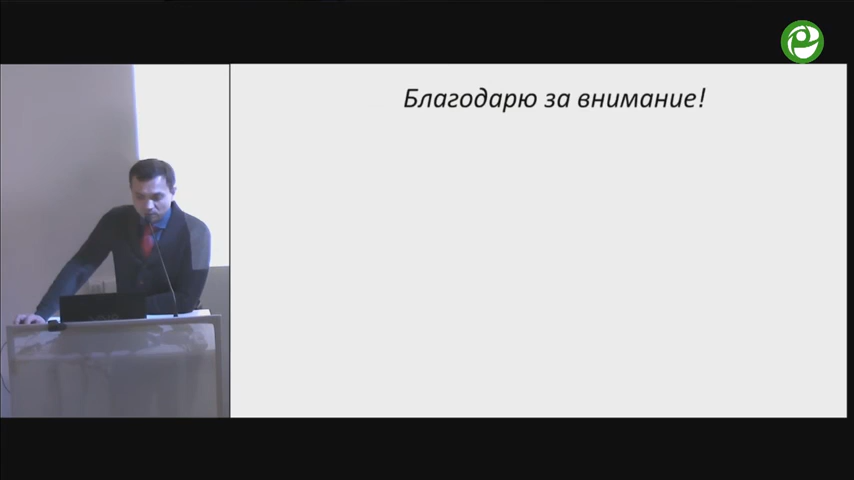 Благодарю за внимание!